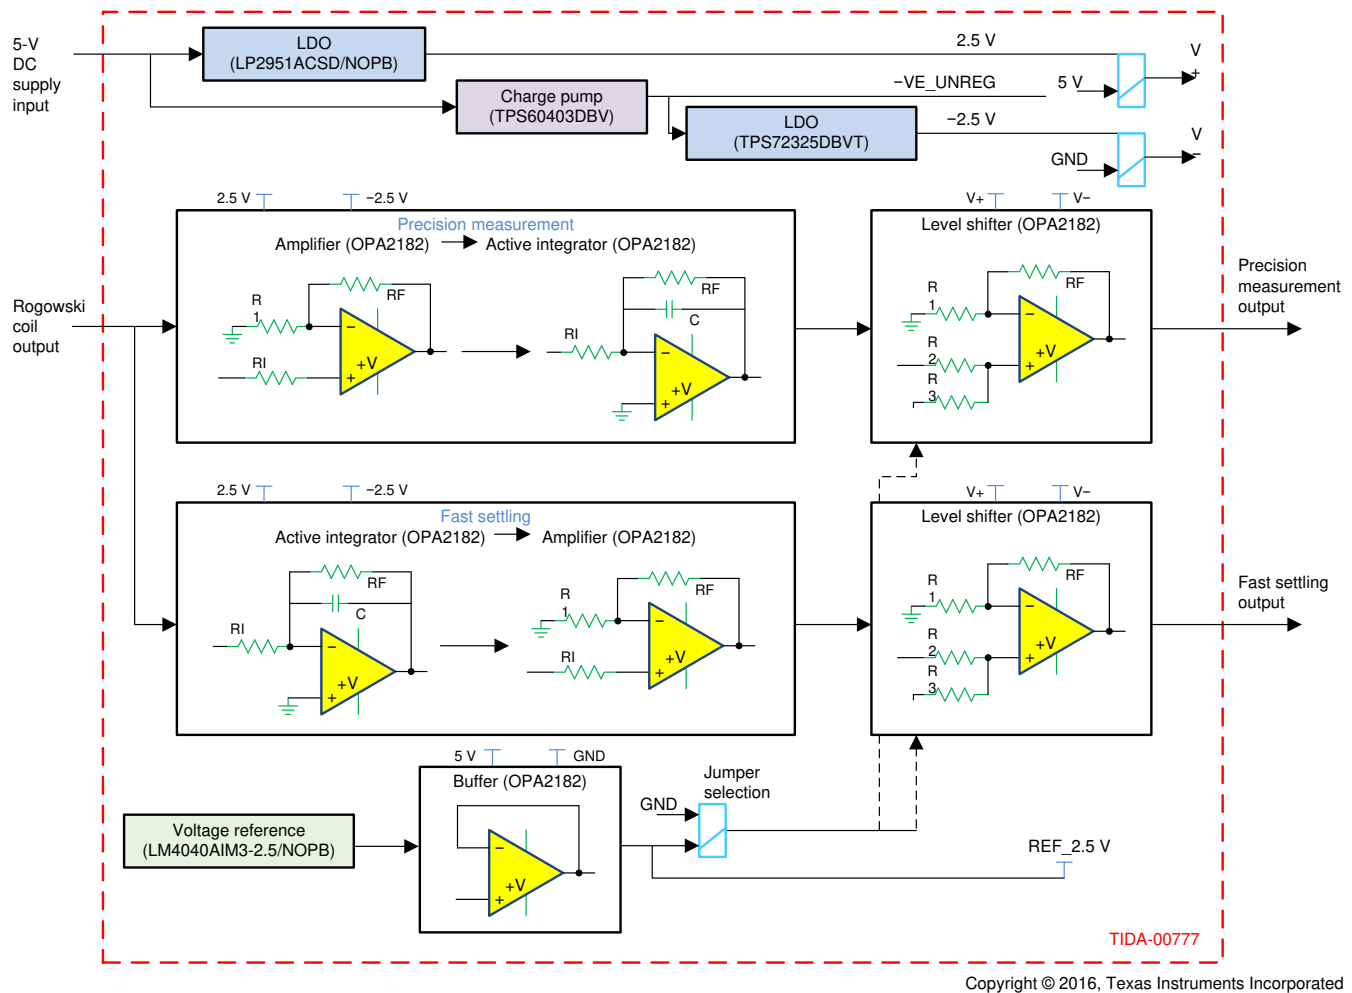 5-V
DC
supply
input
LDO
(LP2951ACSD/NOPB)
2.5 V
V
+
5 V
−VE_UNREG
Charge pump
(TPS60403DBV)
LDO
(TPS72325DBVT)
−2.5 V
V
−
GND
2.5 V
−2.5 V
Precision measurement
Amplifier (OPA2182)
Active integrator (OPA2182)
R
1
RF
RI
−
+V
+
RF
C
RI
−
+V
+
V+
V−
Level shifter (OPA2182)
R
1
RF
R
2
R
3
−
+V
+
Rogowski
coil
output
Precision
measurement
output
2.5 V
−2.5 V
Fast settling
Active integrator (OPA2182)
Amplifier (OPA2182)
RF
C
RI
−
+V
+
R
1
RF
RI
−
+V
+
V+
V−
Level shifter (OPA2182)
R
1
RF
R
2
R
3
−
+V
+
Fast settling
output
5 V
GND
Buffer (OPA2182)
−
+V
+
Voltage reference
(LM4040AIM3-2.5/NOPB)
Jumper
selection
GND
REF_2.5 V
TIDA-00777
Copyright © 2016, Texas Instruments Incorporated